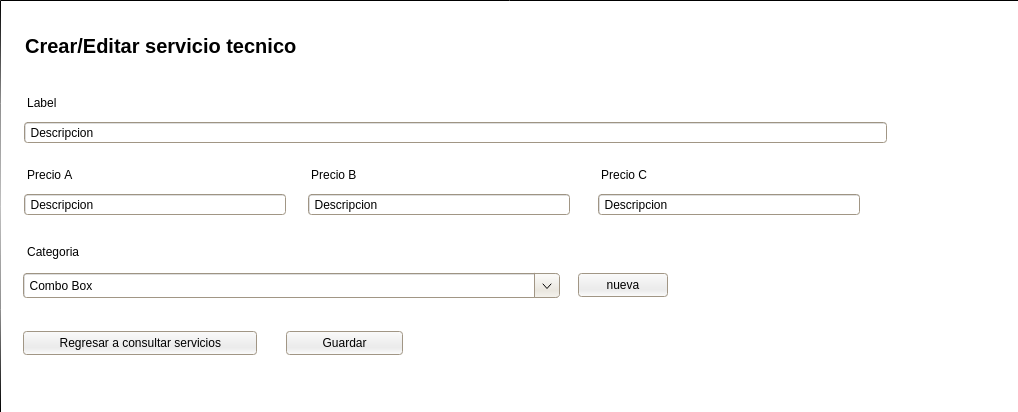 Crear/Editar servicio tecnico
Label
Descripcion
Precio A Precio B Precio C
Descripcion Descripcion Descripcion
Categoria
Combo Box nueva
Regresar a consultar servicios Guardar